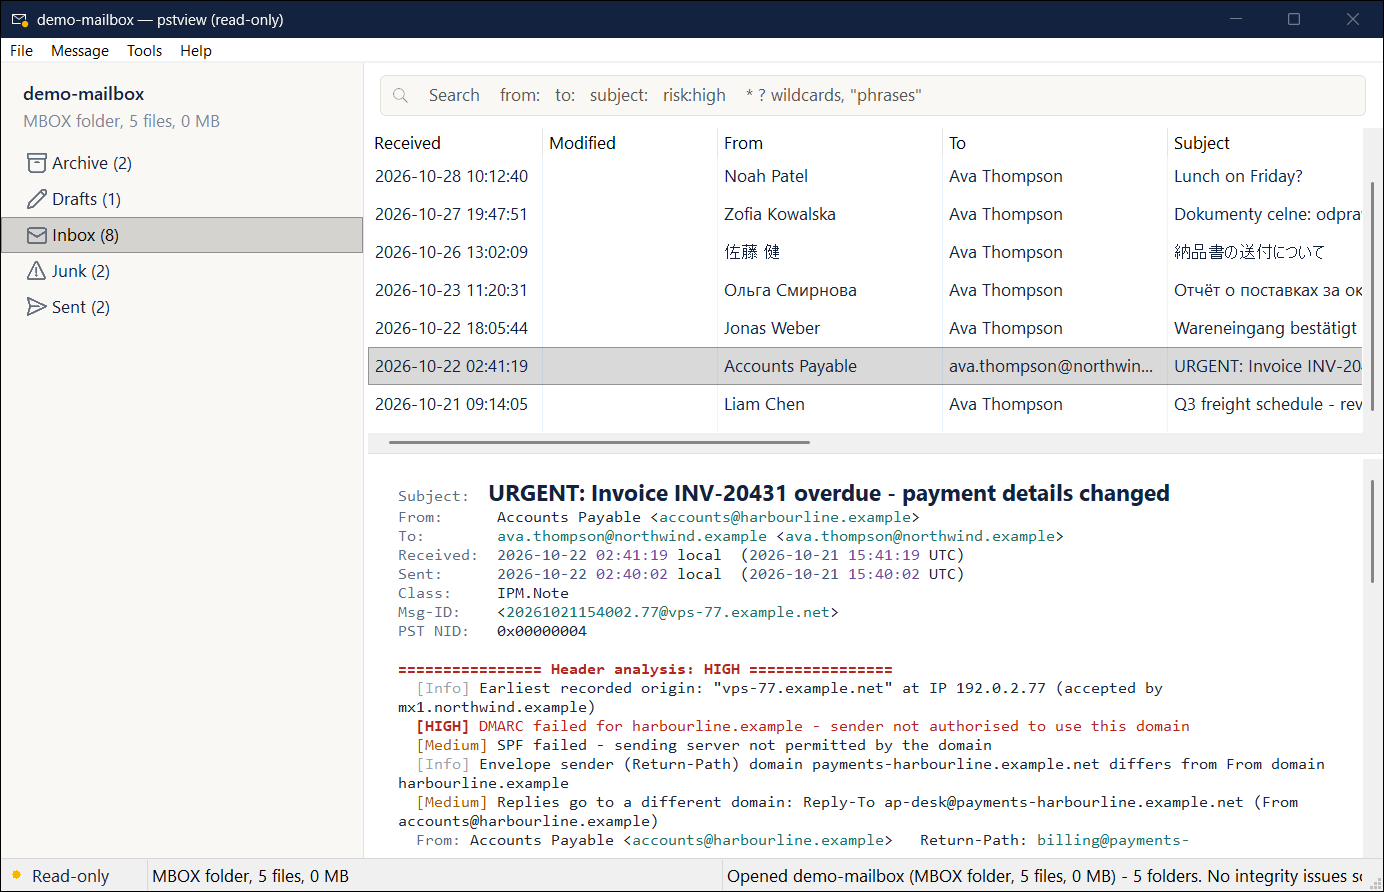 demo-mailbox — pstview (read-only)
File Message Tools Help
demo-mailbox
MBOX folder, 5 files, 0 MB
Archive (2)
Drafts (1)
Inbox (8)
Junk (2)
Sent (2)
Search from: to: subject: risk:high * ? wildcards, "phrases"
Received Modified From To Subject
2026-10-28 10:12:40 Noah Patel Ava Thompson Lunch on Friday?
2026-10-27 19:47:51 Zofia Kowalska Ava Thompson Dokumenty celne: odpra
2026-10-26 13:02:09 佐藤 健 Ava Thompson 納品書の送付について
2026-10-23 11:20:31 Ольга Смирнова Ava Thompson Отчёт о поставках за ок
2026-10-22 18:05:44 Jonas Weber Ava Thompson Wareneingang bestätigt
2026-10-22 02:41:19 Accounts Payable ava.thompson@northwin... URGENT: Invoice INV-20
2026-10-21 09:14:05 Liam Chen Ava Thompson Q3 freight schedule - rev
Subject: URGENT: Invoice INV-20431 overdue - payment details changed
From: Accounts Payable <accounts@harbourline.example>
To: ava.thompson@northwind.example <ava.thompson@northwind.example>
Received: 2026-10-22 02:41:19 local (2026-10-21 15:41:19 UTC)
Sent: 2026-10-22 02:40:02 local (2026-10-21 15:40:02 UTC)
Class: IPM.Note
Msg-ID: <20261021154002.77@vps-77.example.net>
PST NID: 0x00000004
================ Header analysis: HIGH ================
[Info] Earliest recorded origin: "vps-77.example.net" at IP 192.0.2.77 (accepted by
mx1.northwind.example)
[HIGH] DMARC failed for harbourline.example - sender not authorised to use this domain
[Medium] SPF failed - sending server not permitted by the domain
[Info] Envelope sender (Return-Path) domain payments-harbourline.example.net differs from From domain
harbourline.example
[Medium] Replies go to a different domain: Reply-To ap-desk@payments-harbourline.example.net (From
accounts@harbourline.example)
From: Accounts Payable <accounts@harbourline.example> Return-Path: billing@payments-
Read-only MBOX folder, 5 files, 0 MB Opened demo-mailbox (MBOX folder, 5 files, 0 MB) - 5 folders. No integrity issues